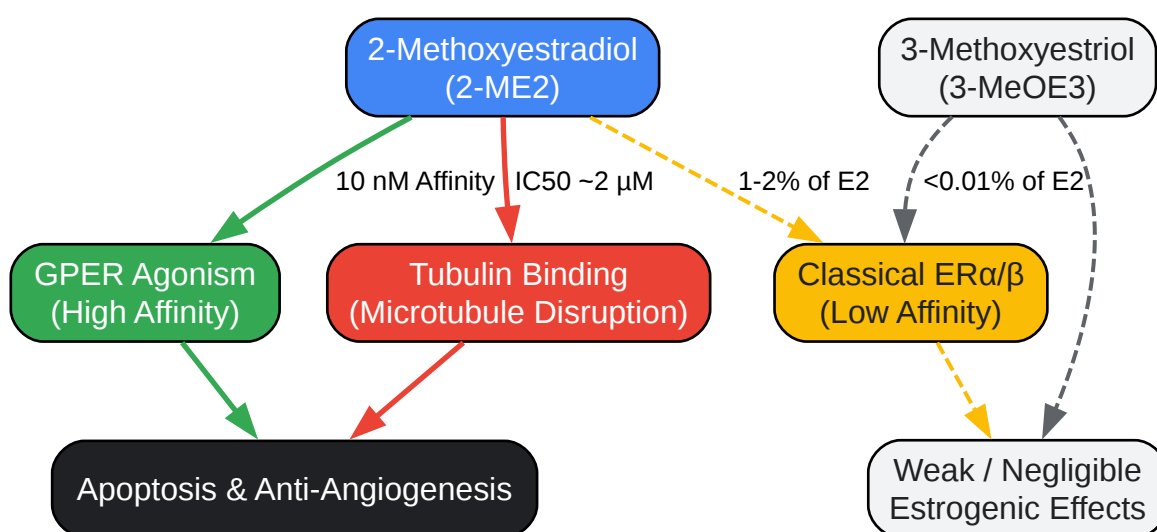 2-Methoxyestradiol
(2-ME2)
3-Methoxyestriol
(3-MeOE3)
10 nM Affinity
IC50 ~2 µM
1-2% of E2
<0.01% of E2
GPER Agonism
(High Affinity)
Tubulin Binding
(Microtubule Disruption)
Classical ERα/β
(Low Affinity)
Apoptosis & Anti-Angiogenesis
Weak / Negligible
Estrogenic Effects